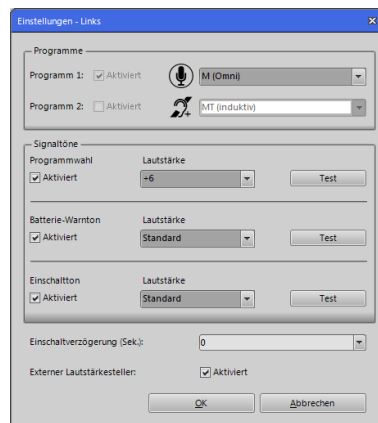 Einstellungen - Links
Programme
Programm 1: Aktiviert M (Omni)
Programm 2: Aktiviert MT (induktiv)
Signaltöne
Programmwahl Lautstärke
Aktiviert +6 Test
Batterie-Warnton Lautstärke
Aktiviert Standard Test
Einschaltton Lautstärke
Aktiviert Standard Test
Einschaltverzögerung (Sek.): 0
Externer Lautstärkesteller: Aktiviert
OK Abbrechen